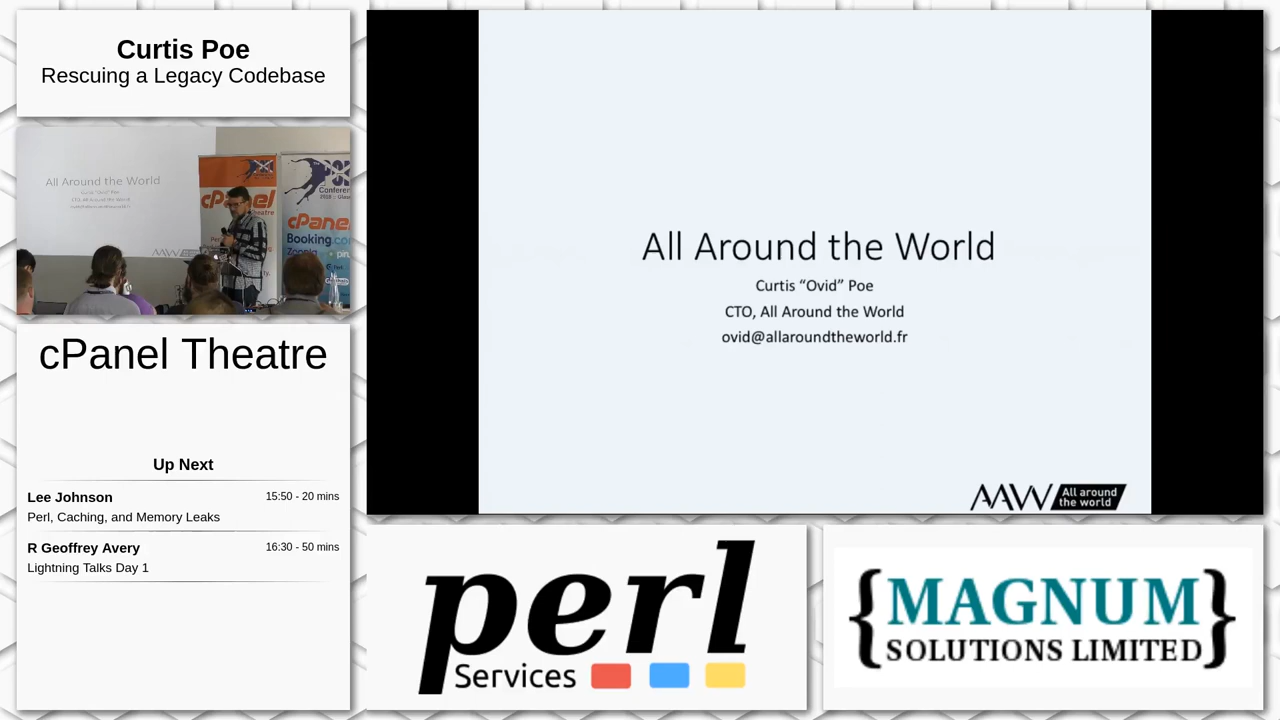 Curtis Poe
Rescuing a Legacy Codebase
All Around the World
cPanel
Theatre
Conference
cPanel
Booking.co
cPanel Theatre
Up Next
Lee Johnson 15:50 - 20 mins
Perl, Caching, and Memory Leaks
R Geoffrey Avery 16:30 - 50 mins
Lightning Talks Day 1
All Around the World
Curtis “Ovid” Poe
CTO, All Around the World
ovid@allaroundtheworld.fr
AAW All around
the world
perl
Services
{MAGNUM}
SOLUTIONS LIMITED